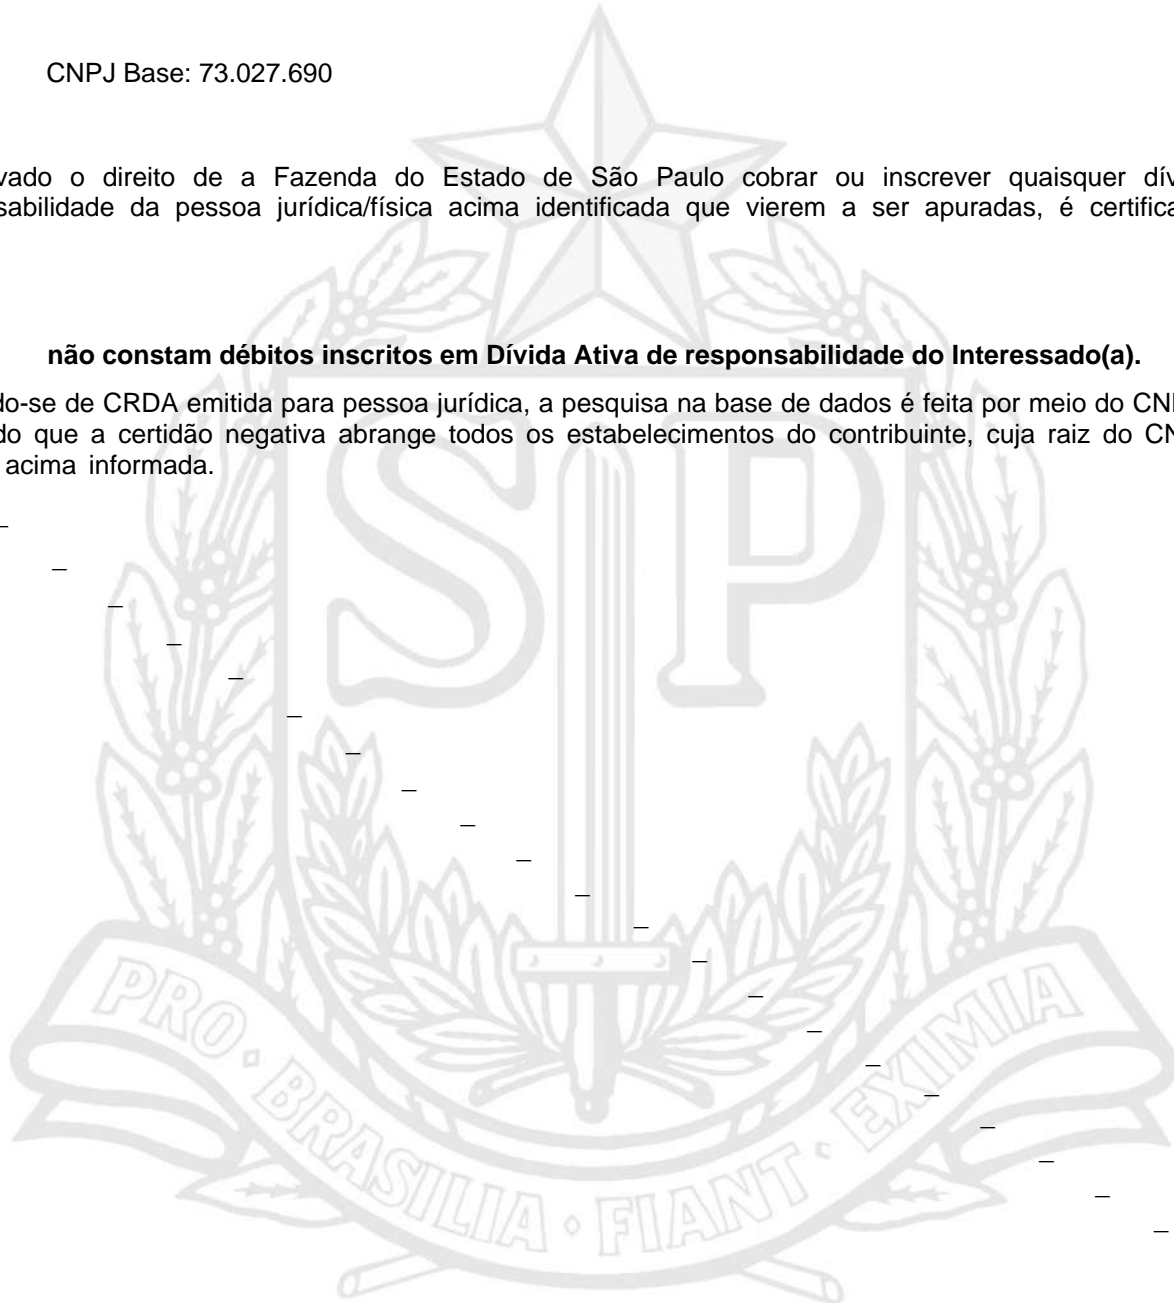 CNPJ Base: 73.027.690
vado o direito de a Fazenda do Estado de São Paulo cobrar ou inscrever quaisquer dív
sabilidade da pessoa jurídica/física acima identificada que vierem a ser apuradas, é certifica
não constam débitos inscritos em Dívida Ativa de responsabilidade do Interessado(a).
do-se de CRDA emitida para pessoa jurídica, a pesquisa na base de dados é feita por meio do CN
do que a certidão negativa abrange todos os estabelecimentos do contribuinte, cuja raiz do CN
acima informada.
SP
PRO • BRASILIA • FIANT • EXIMIA